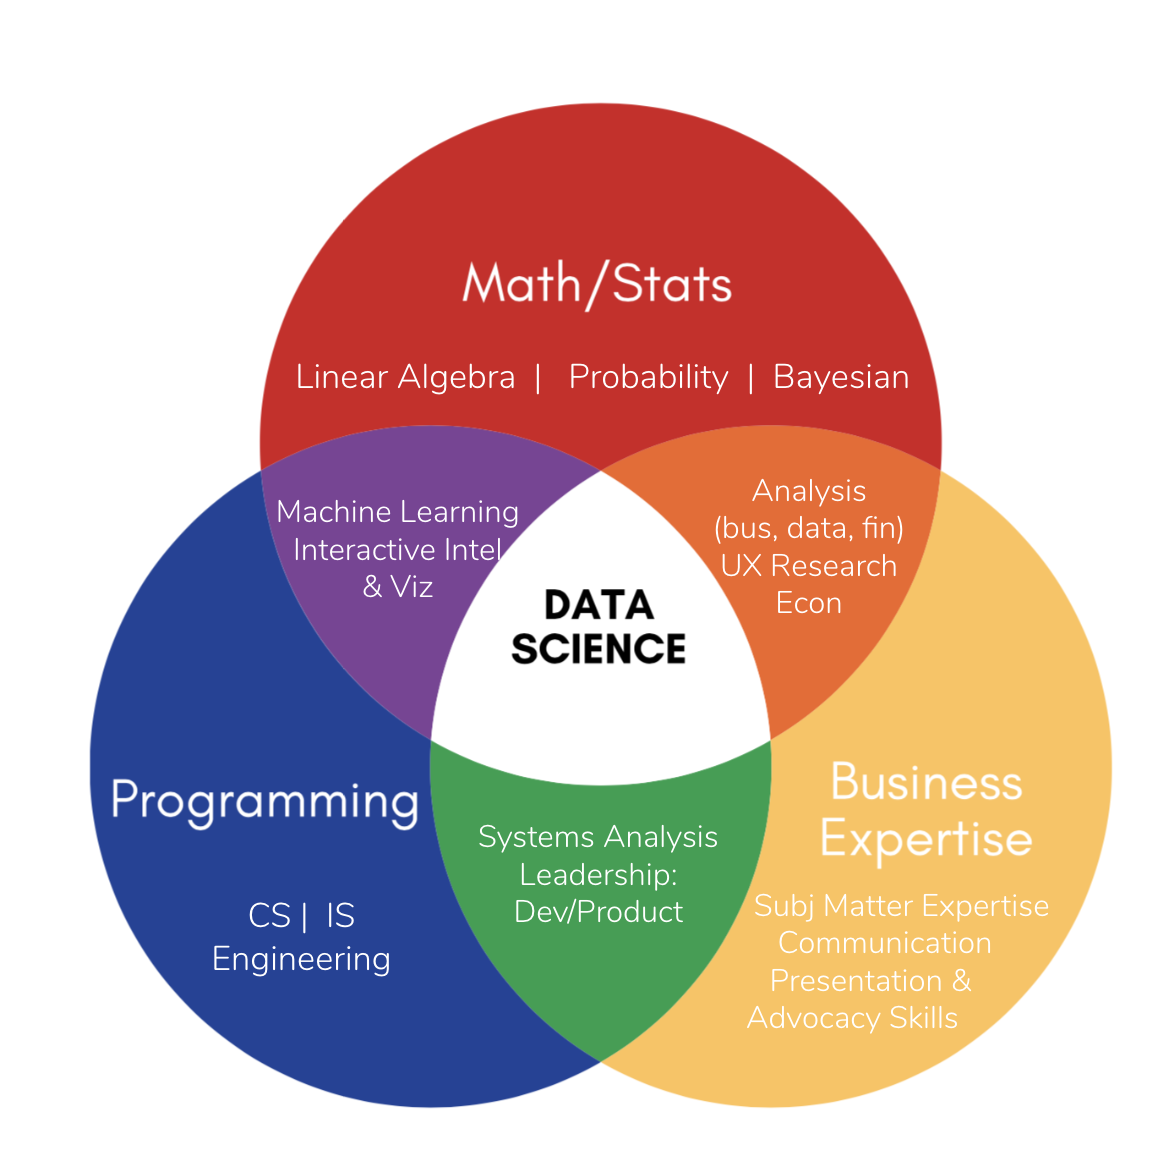 Math/Stats
Linear Algebra | Probability | Bayesian
Machine Learning
Interactive Intel
& Viz
Analysis
(bus, data, fin)
UX Research
Econ
DATA
SCIENCE
Programming
CS | IS
Engineering
Systems Analysis
Leadership:
Dev/Product
Business
Expertise
Subj Matter Expertise
Communication
Presentation &
Advocacy Skills